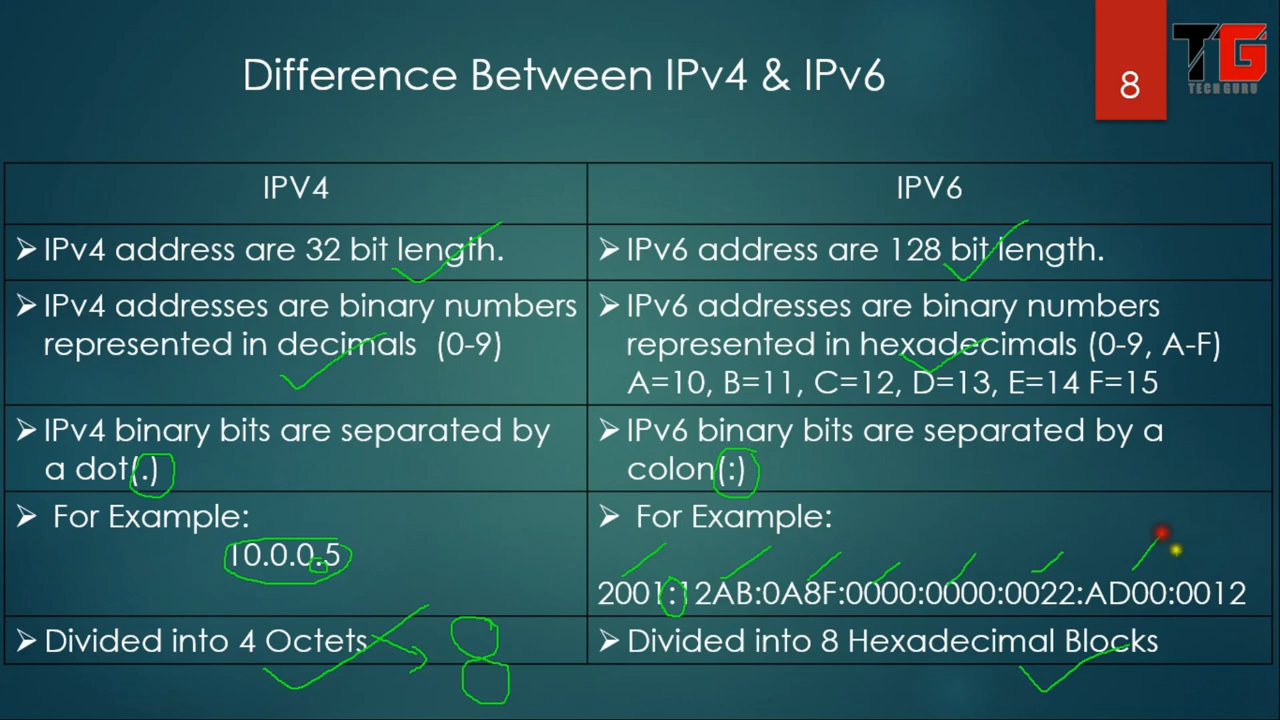 Difference Between IPv4 & IPv6
8
TG
TECH GURU
IPV4
IPV6
➢ IPv4 address are 32 bit length.
➢ IPv6 address are 128 bit length.
➢ IPv4 addresses are binary numbers
represented in decimals (0-9)
➢ IPv6 addresses are binary numbers
represented in hexadecimals (0-9, A-F)
A=10, B=11, C=12, D=13, E=14 F=15
➢ IPv4 binary bits are separated by
a dot(.)
➢ IPv6 binary bits are separated by a
colon(:)
➢ For Example:
10.0.0.5
➢ For Example:
2001:12AB:0A8F:0000:0000:0022:AD00:0012
➢ Divided into 4 Octets
8
➢ Divided into 8 Hexadecimal Blocks